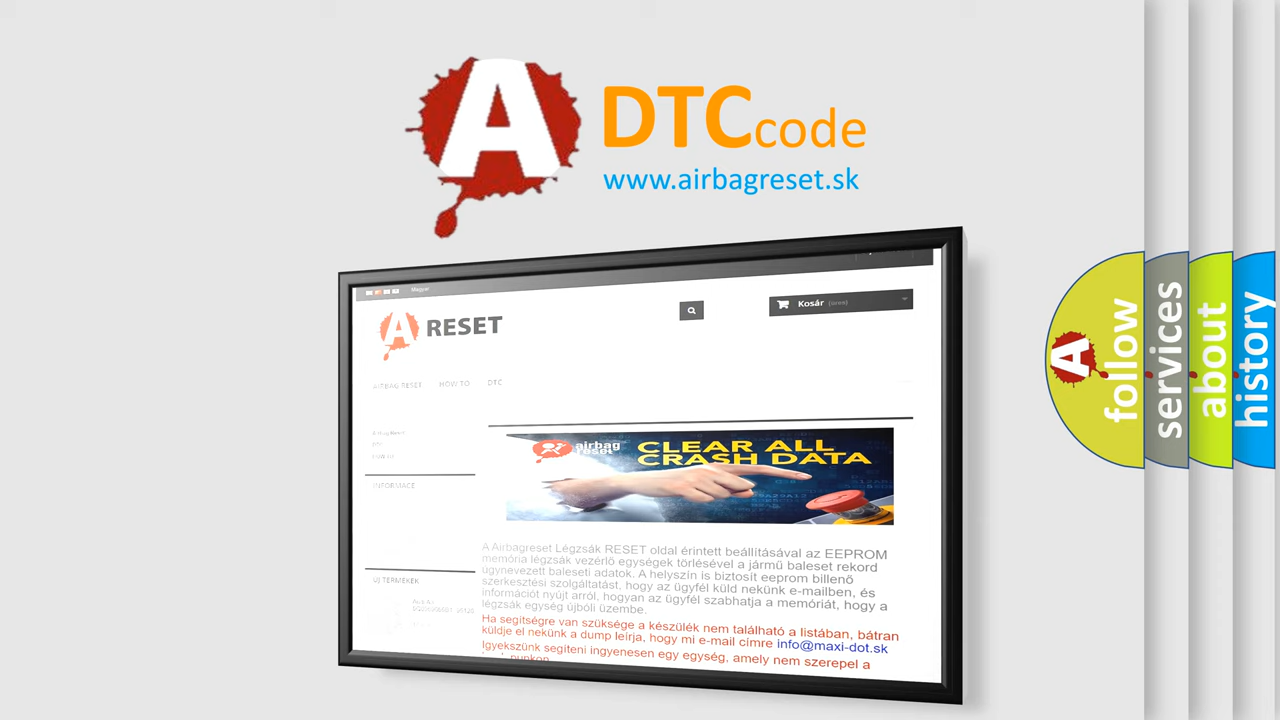 A
DTCcode
www.airbagreset.sk
Magyar
A RESET
Kosár (üres)
AIRBAG RESET HOW TO DTC
INFORMACE
airbag
reset
CLEAR ALL
CRASH DATA
A Airbagreset Légzsák RESET oldal érintett beállításával az EEPROM
memória légzsák vezérlő egységek törlésével a jármű baleset rekord
úgynevezett baleseti adatok. A helyszín is biztosít eeprom billenő
szerkesztési szolgáltatást, hogy az ügyfél küld nekünk e-mailben, és
információt nyújt arról, hogyan az ügyfél szabhatja a memóriát, hogy a
légzsák egység újbóli üzembe.
ÚJ TERMÉKEK
Ha segítségre van szüksége a készülék nem található a listában, bátran
küldje el nekünk a dump leírja, hogy mi e-mail címre info@maxi-dot.sk
Igyekszünk segíteni ingyenesen egy egység, amely nem szerepel a
A
follow
services
about
history